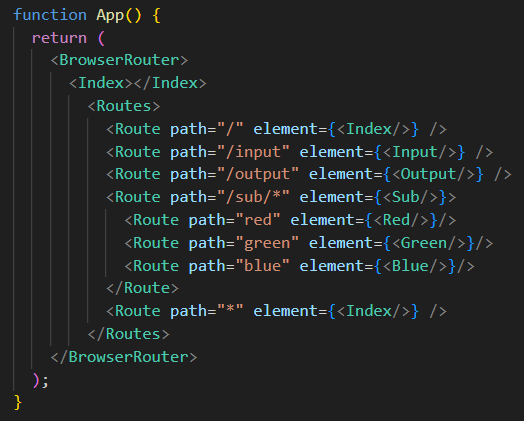 function App() {
  return (
    <BrowserRouter>
      <Index></Index>
        <Routes>
          <Route path="/" element={<Index/>} />
          <Route path="/input" element={<Input/>} />
          <Route path="/output" element={<Output/>} />
          <Route path="/sub/*" element={<Sub/>}>
            <Route path="red" element={<Red/>}/>
            <Route path="green" element={<Green/>}/>
            <Route path="blue" element={<Blue/>}/>
          </Route>
          <Route path="*" element={<Index/>} />
        </Routes>
    </BrowserRouter>
  );
}